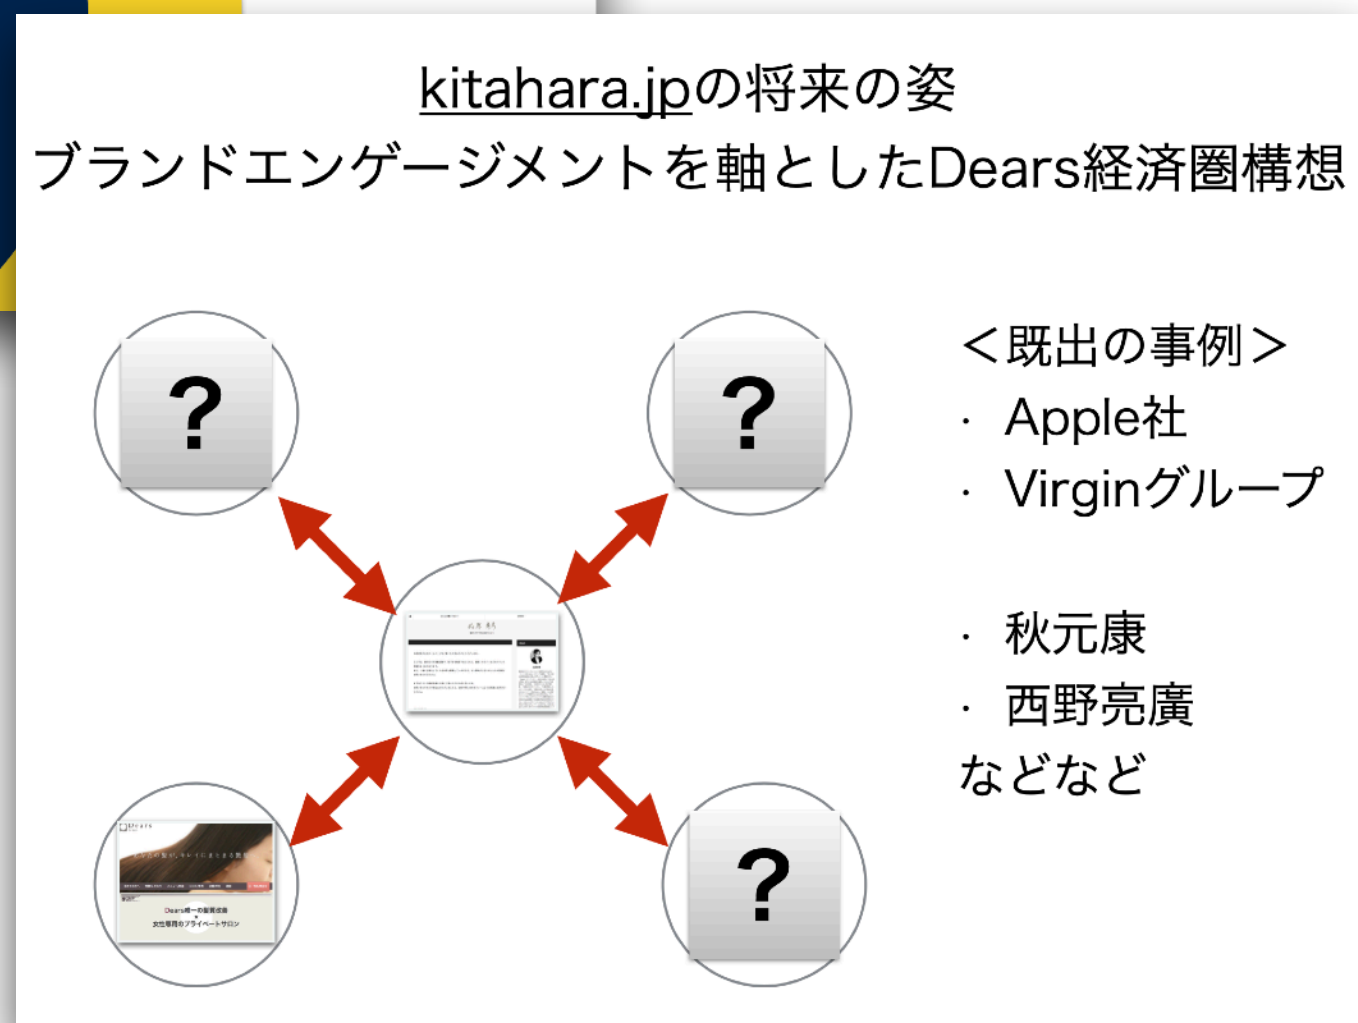 kitahara.jpの将来の姿
ブランドエンゲージメントを軸としたDears経済圏構想
?
?
<既出の事例>
· Apple社
· Virginグループ
· 秋元康
· 西野亮廣
などなど
Dears
Dears唯一の髪質改善
女性専用のプライベートサロン
?